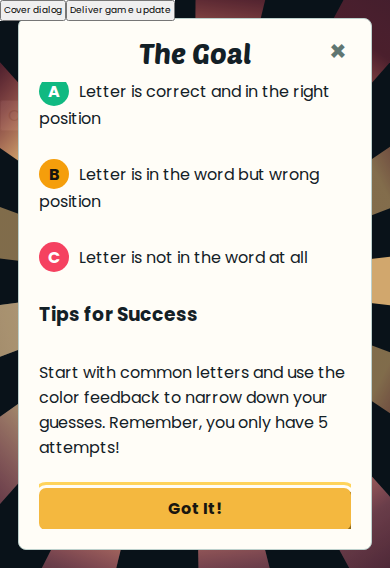 Cover dialog Deliver game update
The Goal ✖
A Letter is correct and in the right
position
B Letter is in the word but wrong
position
C Letter is not in the word at all
Tips for Success
Start with common letters and use the
color feedback to narrow down your
guesses. Remember, you only have 5
attempts!
Got It!